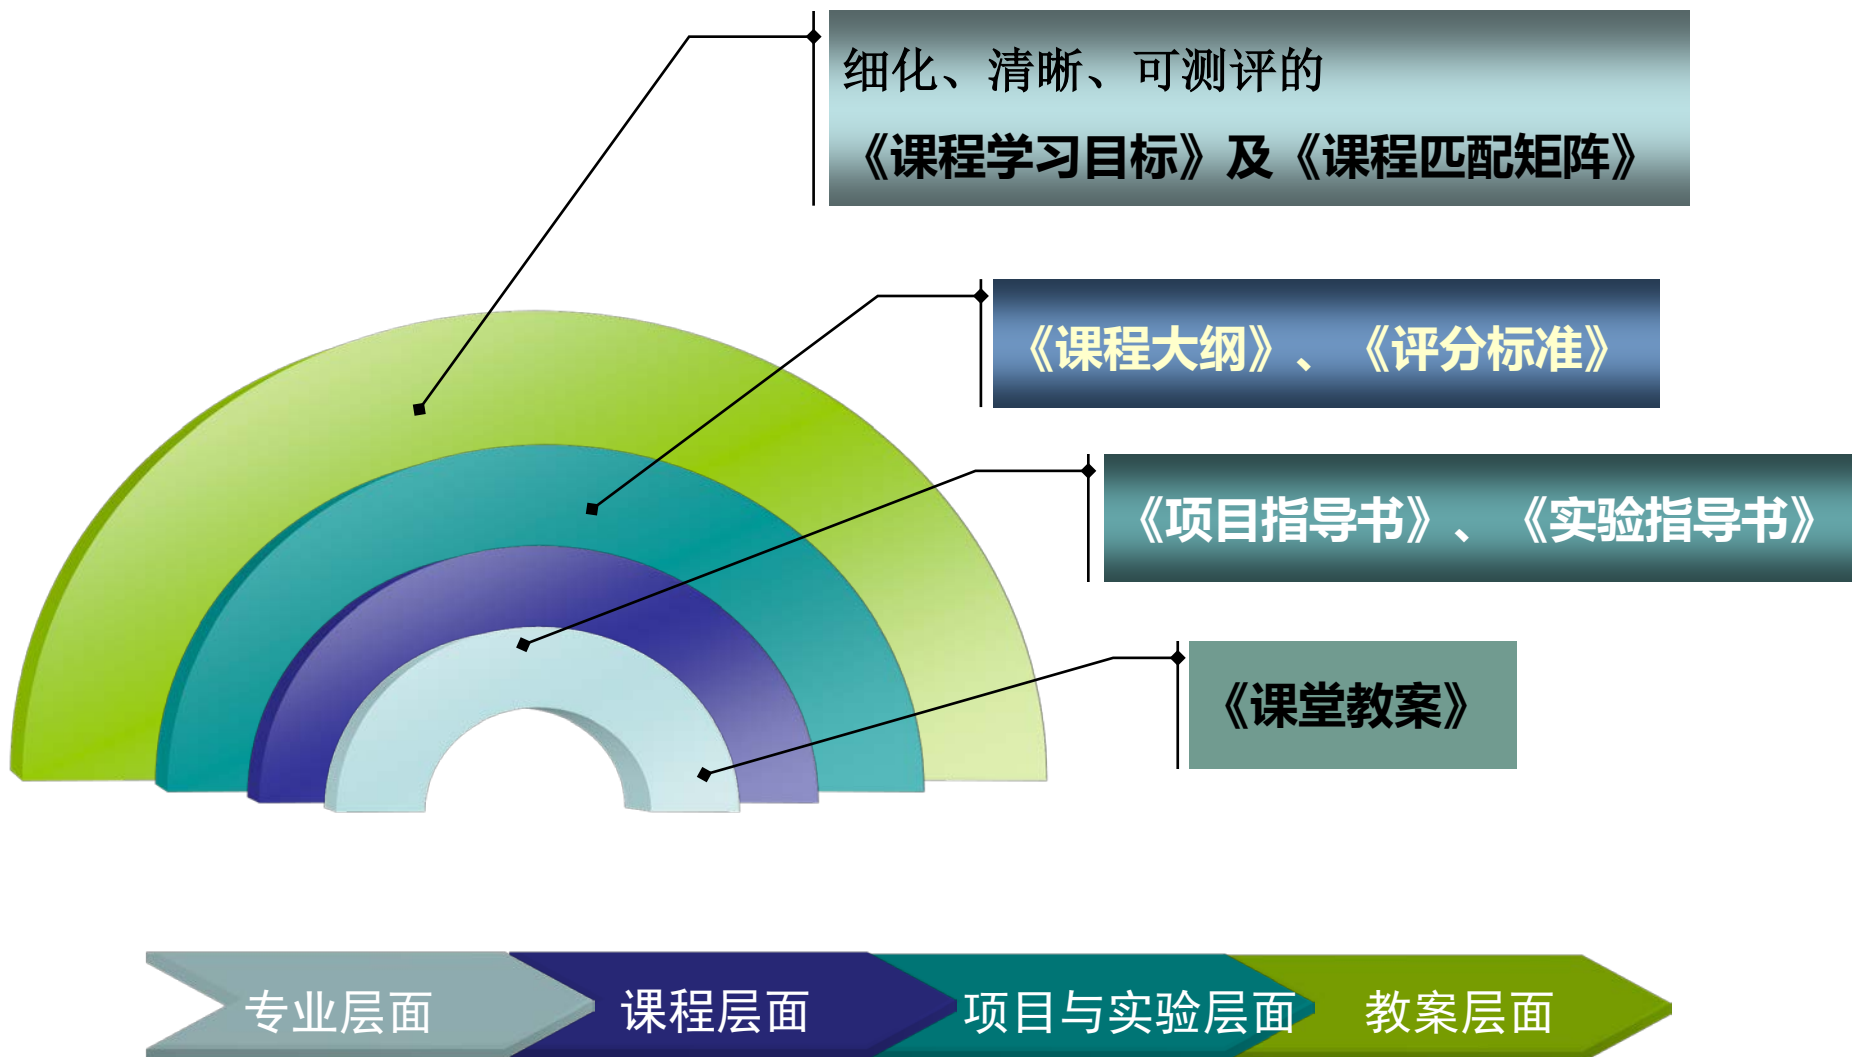 细化、清晰、可测评的
《课程学习目标》及《课程匹配矩阵》
《课程大纲》、《评分标准》
《项目指导书》、《实验指导书》
《课堂教案》
专业层面
课程层面
项目与实验层面
教案层面